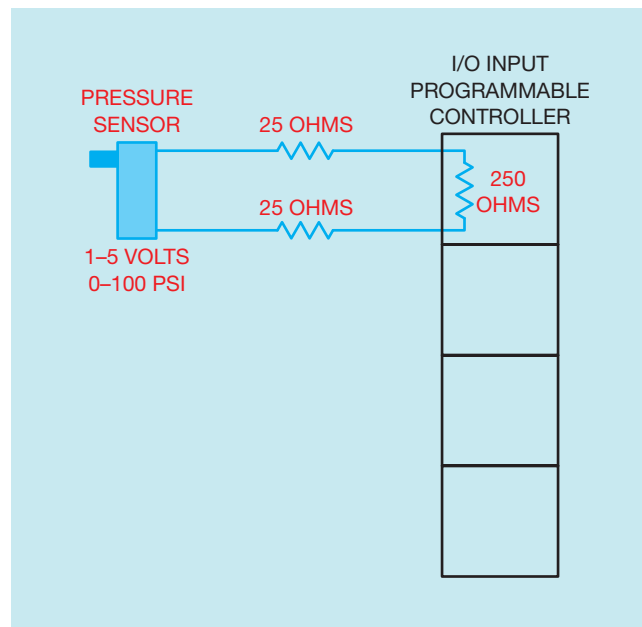 I/O INPUT
PROGRAMMABLE
CONTROLLER
PRESSURE
SENSOR
25 OHMS
250
OHMS
25 OHMS
1–5 VOLTS
0–100 PSI